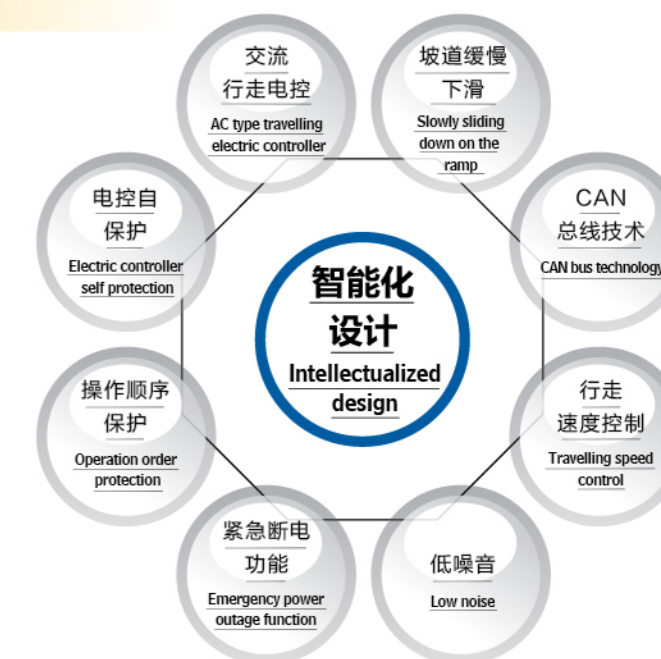 交流
行走电控
AC type travelling
electric controller
坡道缓慢
下滑
Slowly sliding
down on the
ramp
电控自
保护
Electric controller
self protection
CAN
总线技术
CAN bus technology
智能化
设计
Intellectualized
design
操作顺序
保护
Operation order
protection
行走
速度控制
Travelling speed
control
紧急断电
功能
Emergency power
outage function
低噪音
Low noise